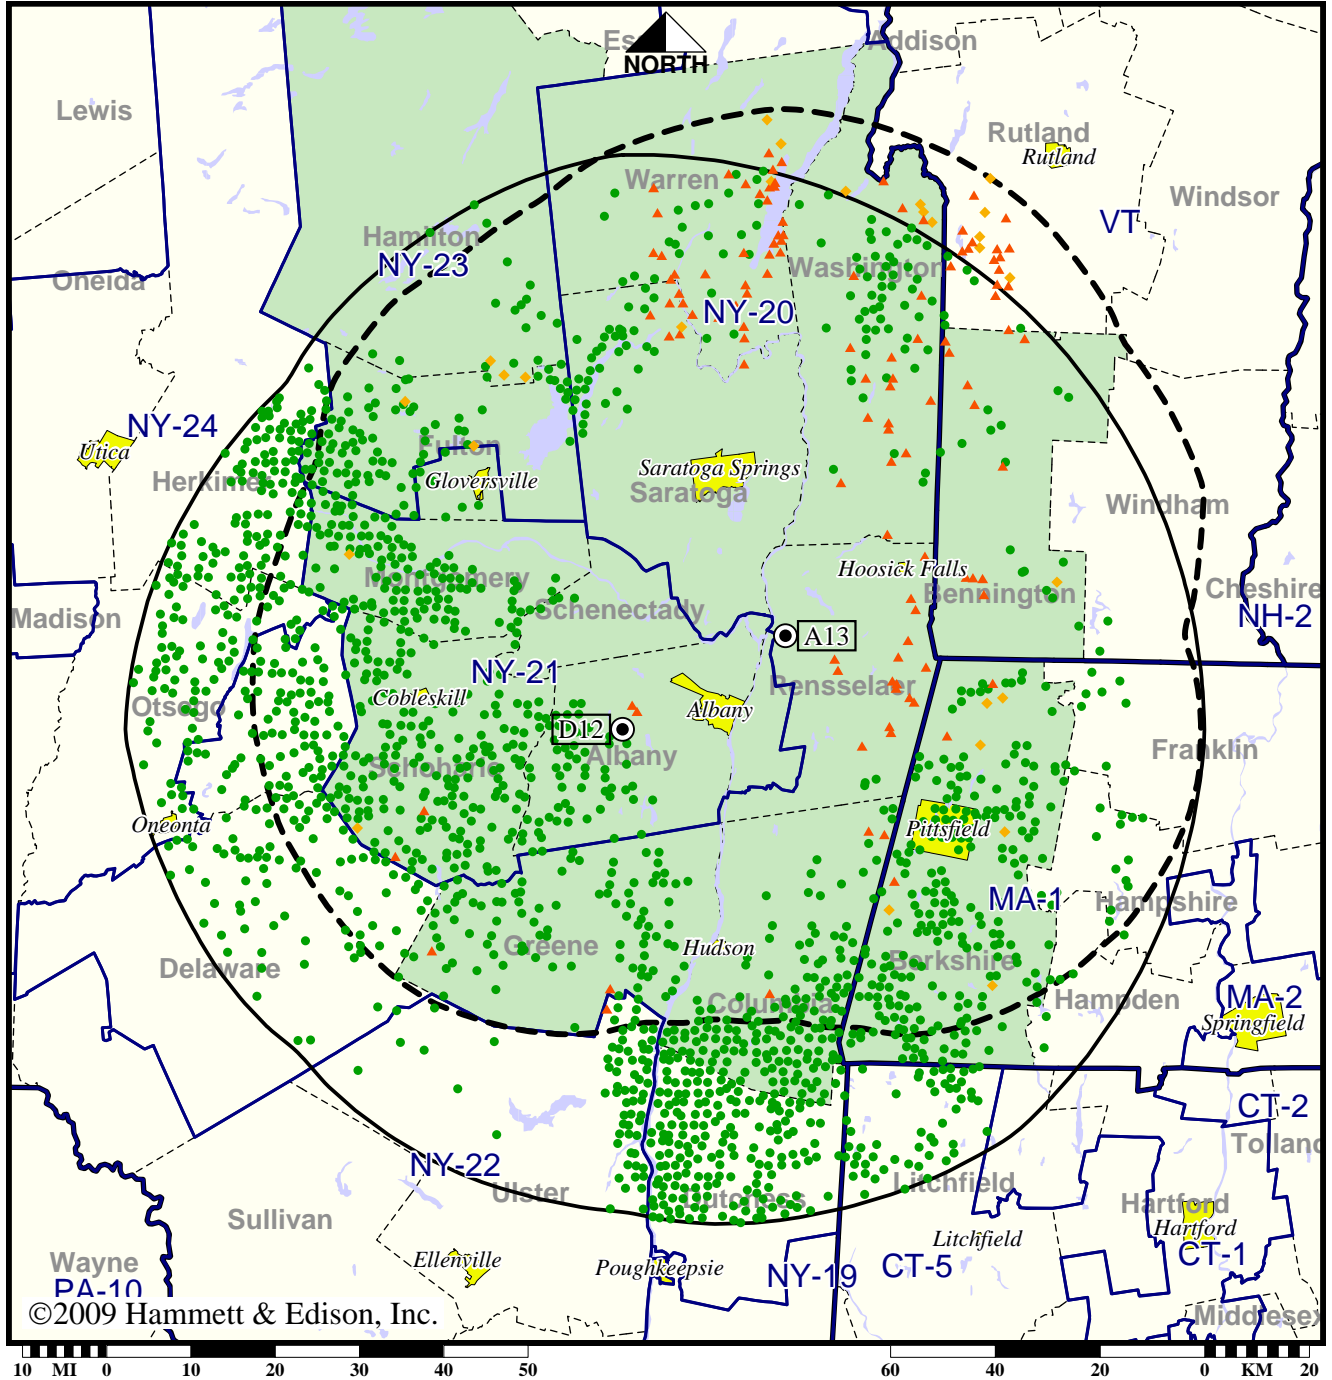 Essex
Addison
NORTH
Lewis
Rutland
Rutland
Warren
Windsor
VT
Hamilton
NY-23
Washington
Oneida
NY-20
NY-24
Utica
Fulton
Herkimer
Gloversville
Saratoga Springs
Saratoga
Windham
Hoosick Falls
Montgomery
Bennington
Cheshire
Schenectady
Madison
NH-2
A13
NY-21
Rensselaer
Cobleskill
Otsego
Albany
D12
Albany
Franklin
Schoharie
Oneonta
Pittsfield
MA-1
Hampshire
Greene
Hudson
Berkshire
Delaware
Columbia
Hampden
MA-2
Springfield
CT-2
Tolland
NY-22
Ulster
Dutchess
Litchfield
Hartford
Sullivan
Hartford
Litchfield
Wayne
Ellenville
Poughkeepsie
NY-19
CT-5
CT-1
PA-10
©2009 Hammett & Edison, Inc.
Middlesex
10 MI 0 10 20 30 40 50
60 40 20 0 KM 20